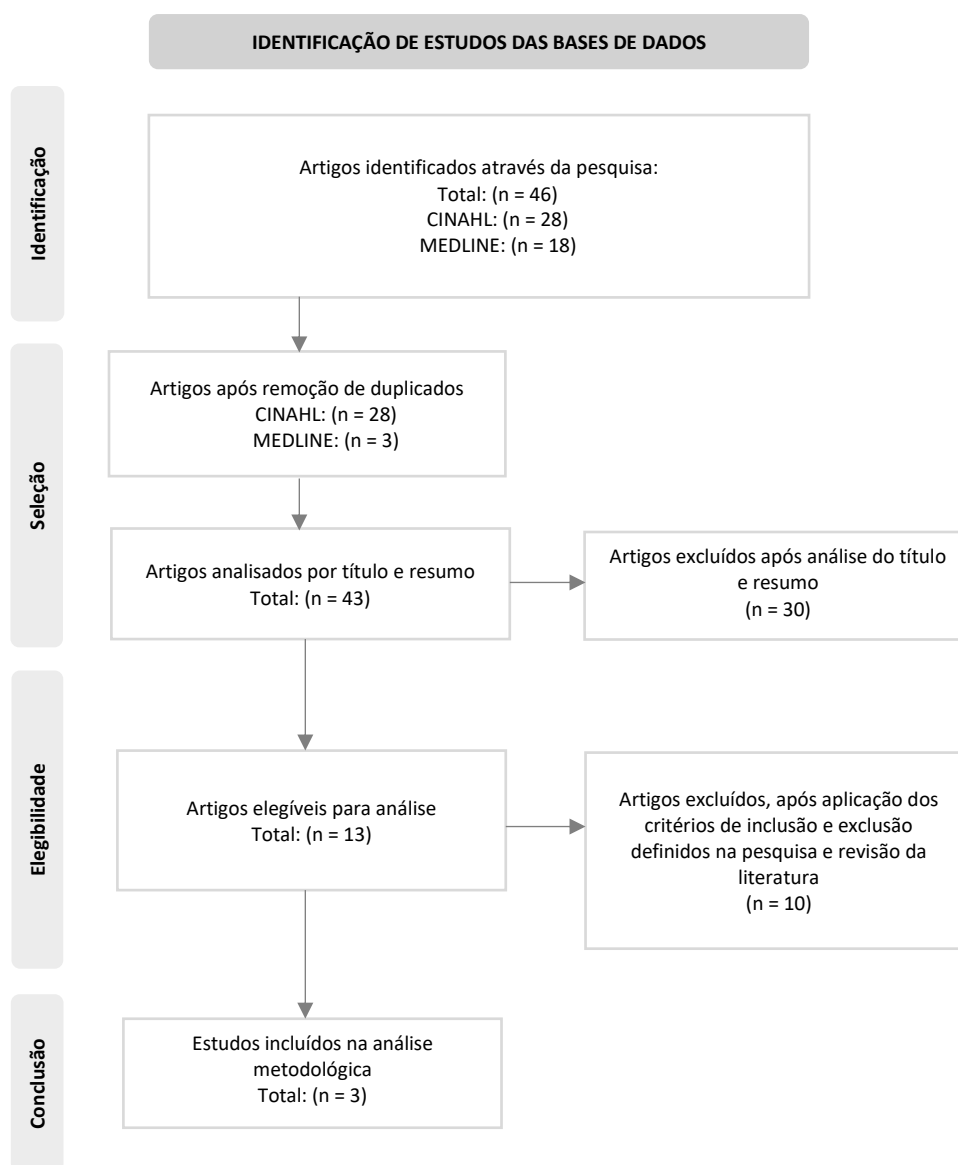 IDENTIFICAÇÃO DE ESTUDOS DAS BASES DE DADOS
Identificação
Artigos identificados através da pesquisa:
Total: (n = 46)
CINAHL: (n = 28)
MEDLINE: (n = 18)
Seleção
Artigos após remoção de duplicados
CINAHL: (n = 28)
MEDLINE: (n = 3)
Artigos analisados por título e resumo
Total: (n = 43)
Artigos excluídos após análise do título
e resumo
(n = 30)
Elegibilidade
Artigos elegíveis para análise
Total: (n = 13)
Artigos excluídos, após aplicação dos
critérios de inclusão e exclusão
definidos na pesquisa e revisão da
literatura
(n = 10)
Conclusão
Estudos incluídos na análise
metodológica
Total: (n = 3)